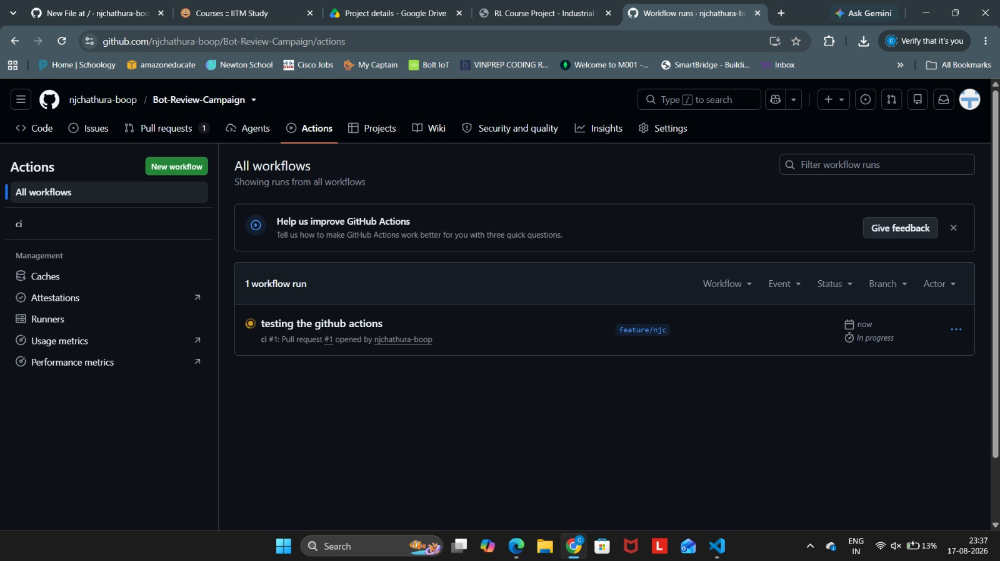 New File at / · njchathura-boo
Courses :: IITM Study
Project details - Google Drive
RL Course Project - Industrial
Workflow runs · njchathura-bo
Ask Gemini
github.com/njchathura-boop/Bot-Review-Campaign/actions
Verify that it's you
Home | Schoology
amazoneducate
Newton School
Cisco Jobs
My Captain
Bolt IoT
VINPREP CODING R...
Welcome to M001 -...
SmartBridge - Buildi...
Inbox
»
All Bookmarks
njchathura-boop / Bot-Review-Campaign
Type / to search
Code
Issues
Pull requests 1
Agents
Actions
Projects
Wiki
Security and quality
Insights
Settings
Actions
New workflow
All workflows
ci
Management
Caches
Attestations
Runners
Usage metrics
Performance metrics
All workflows
Showing runs from all workflows
Filter workflow runs
Help us improve GitHub Actions
Tell us how to make GitHub Actions work better for you with three quick questions.
Give feedback
1 workflow run
Workflow
Event
Status
Branch
Actor
testing the github actions
ci #1: Pull request #1 opened by njchathura-boop
feature/njc
now
In progress
Search
ENG
IN
13%
23:37
17-08-2026